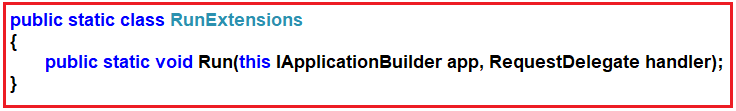 public static class RunExtensions
{
public static void Run(this IApplicationBuilder app, RequestDelegate handler);
}